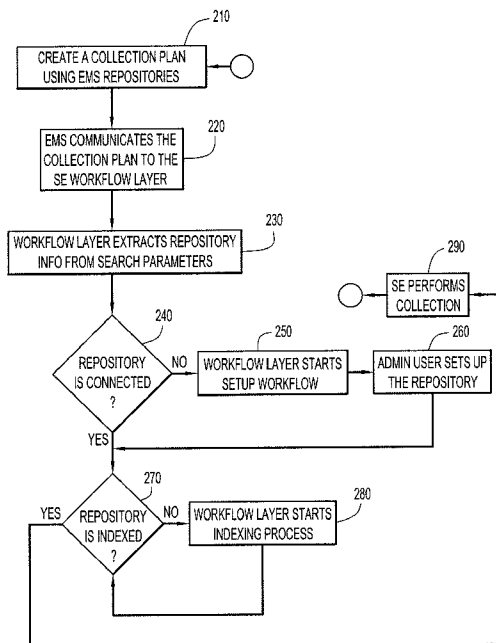 210
CREATE A COLLECTION PLAN
USING EMS REPOSITORIES
220
EMS COMMUNICATES THE
COLLECTION PLAN TO THE
SE WORKFLOW LAYER
230
WORKFLOW LAYER EXTRACTS REPOSITORY
INFO FROM SEARCH PARAMETERS
290
SE PERFORMS
COLLECTION
240
REPOSITORY
IS CONNECTED
?
NO
YES
250
WORKFLOW LAYER STARTS
SETUP WORKFLOW
260
ADMIN USER SETS UP
THE REPOSITORY
270
YES
REPOSITORY
IS INDEXED
?
NO
280
WORKFLOW LAYER STARTS
INDEXING PROCESS